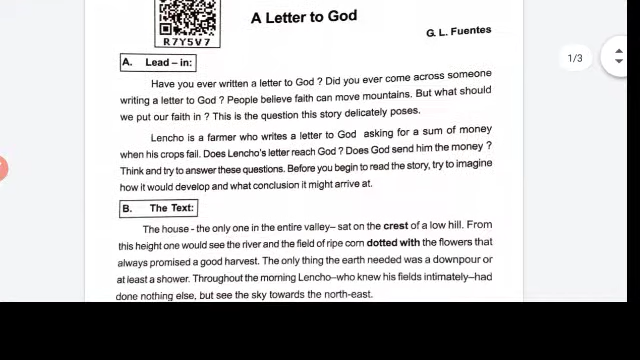 R7Y5V7
A Letter to God
G. L. Fuentes
1/3
A. Lead – in:
Have you ever written a letter to God ? Did you ever come across someone
writing a letter to God ? People believe faith can move mountains. But what should
we put our faith in ? This is the question this story delicately poses.
Lencho is a farmer who writes a letter to God asking for a sum of money
when his crops fail. Does Lencho's letter reach God ? Does God send him the money ?
Think and try to answer these questions. Before you begin to read the story, try to imagine
how it would develop and what conclusion it might arrive at.
B. The Text:
The house - the only one in the entire valley– sat on the crest of a low hill. From
this height one would see the river and the field of ripe corn dotted with the flowers that
always promised a good harvest. The only thing the earth needed was a downpour or
at least a shower. Throughout the morning Lencho–who knew his fields intimately–had
done nothing else, but see the sky towards the north-east.